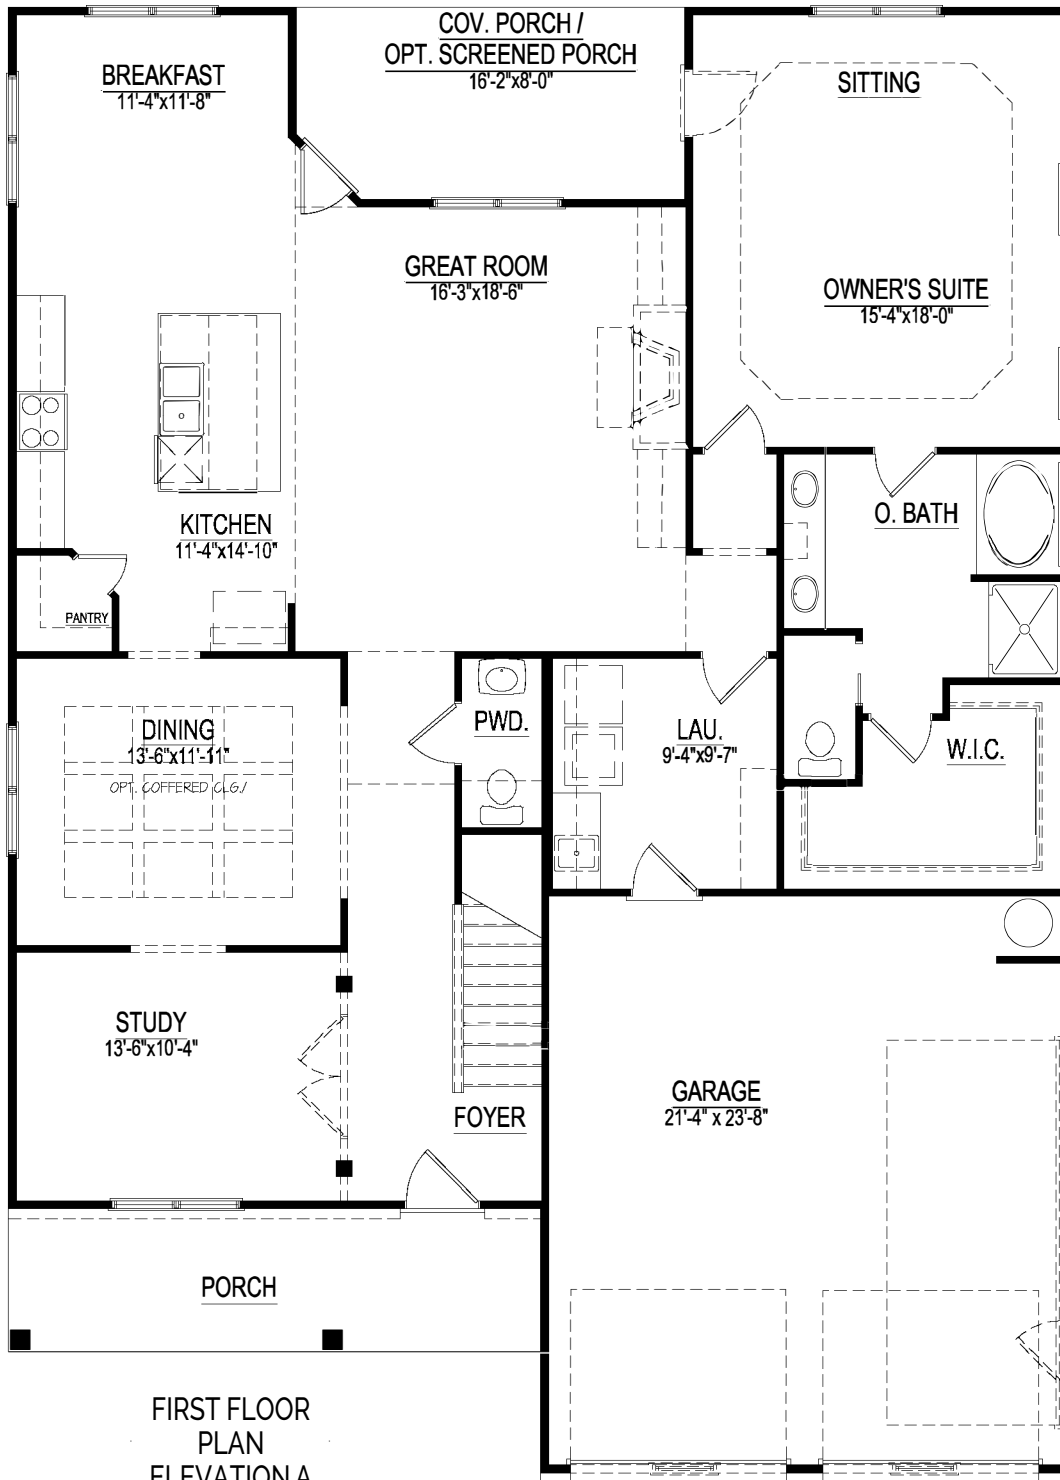 COV. PORCH /
OPT. SCREENED PORCH
16'-2"x8'-0"
BREAKFAST
11'-4"x11'-8"
SITTING
GREAT ROOM
16'-3"x18'-6"
OWNER'S SUITE
15'-4"x18'-0"
KITCHEN
11'-4"x14'-10"
O. BATH
PANTRY
DINING
13'-6"x11'-11"
OPT. COFFERED CLG./
PWD.
LAU.
9'-4"x9'-7"
W.I.C.
STUDY
13'-6"x10'-4"
FOYER
GARAGE
21'-4" x 23'-8"
PORCH
FIRST FLOOR
PLAN
ELEVATION A